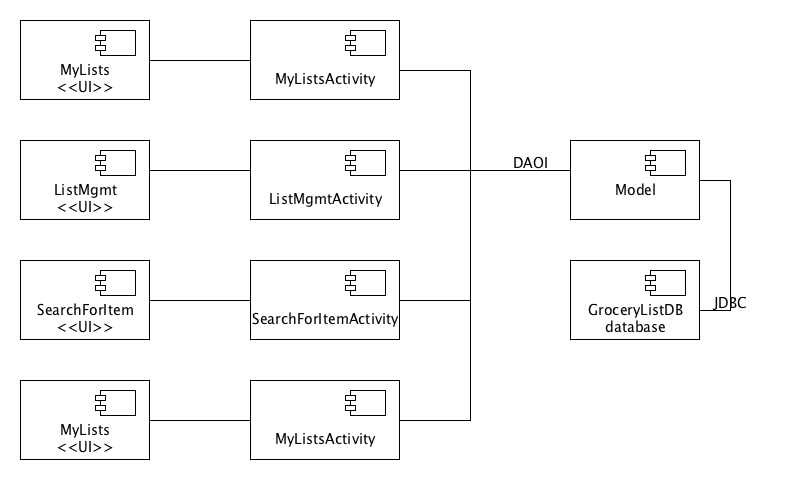 MyLists
<<UI>>
MyListsActivity
DAOI
ListMgmt
<<UI>>
ListMgmtActivity
Model
SearchForItem
<<UI>>
SearchForItemActivity
GroceryListDB
database
JDBC
MyLists
<<UI>>
MyListsActivity